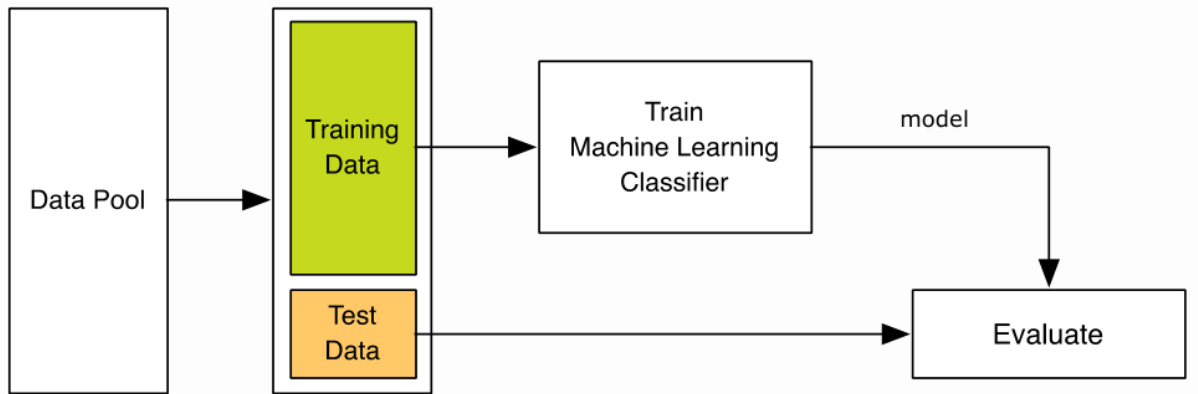 Data Pool
Training
Data
Test
Data
Train
Machine Learning
Classifier
model
Evaluate